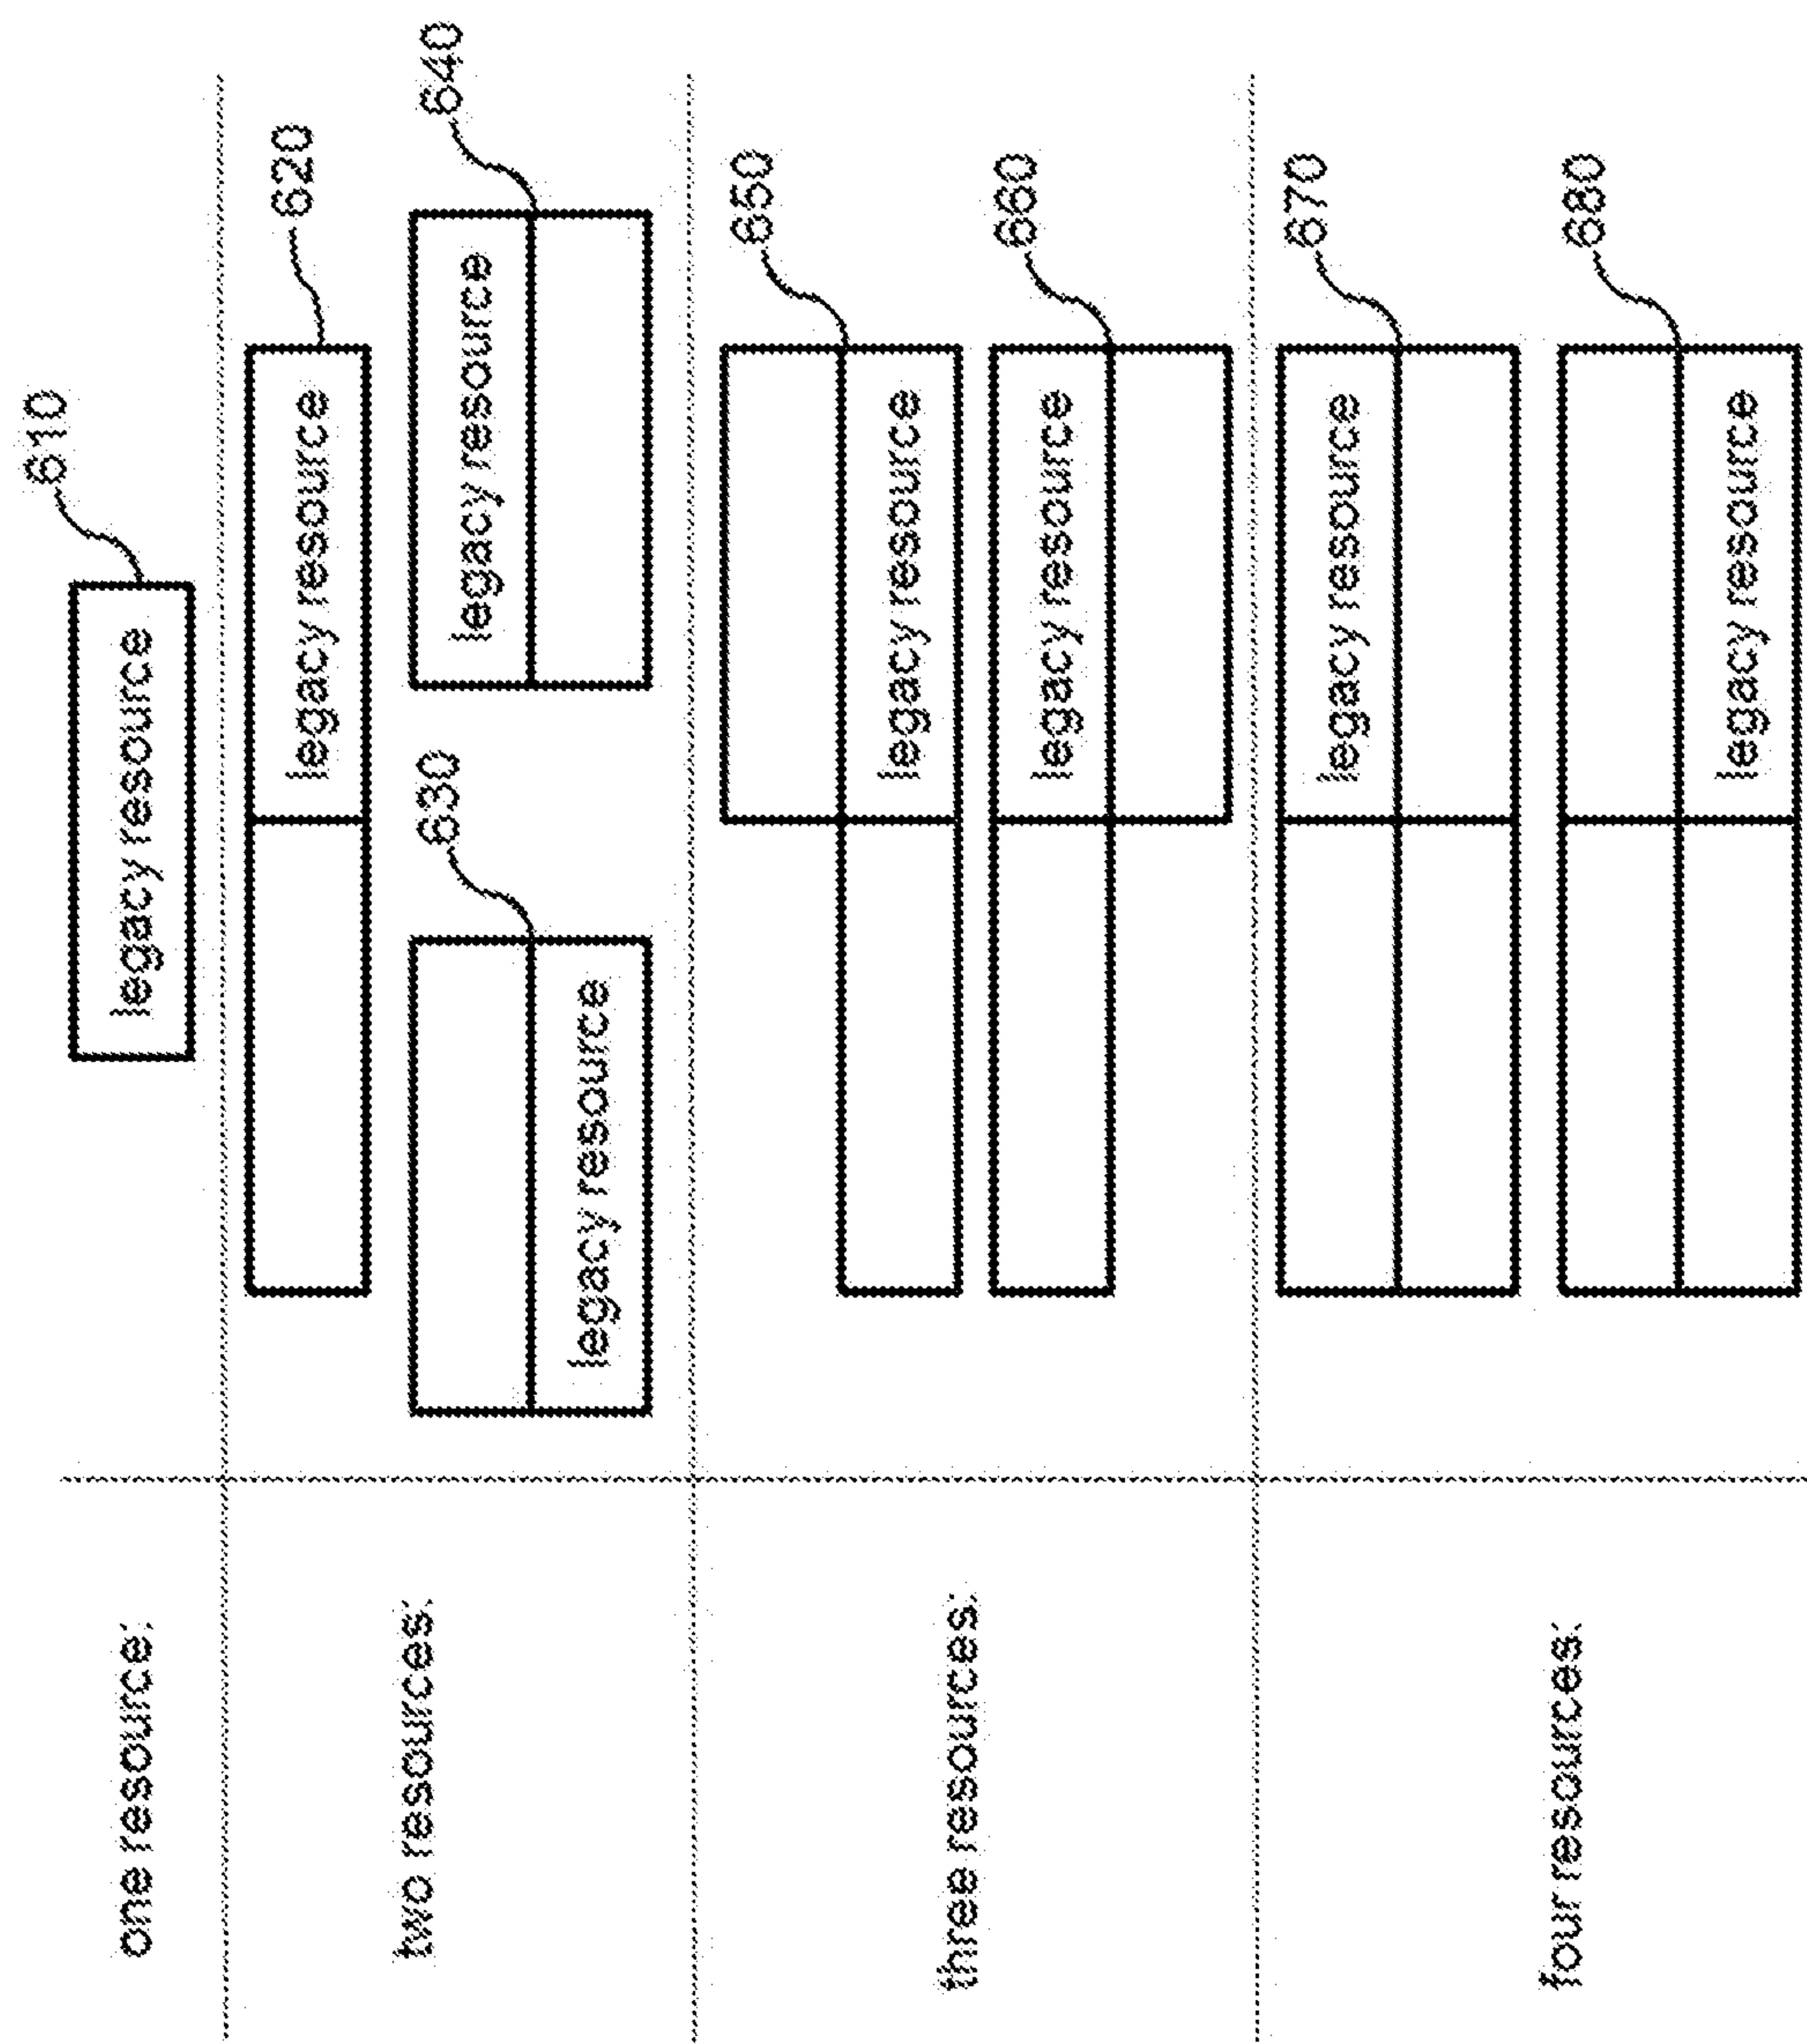 one resource:
610
legacy resource
two resources:
620
legacy resource
630
640
legacy resource
legacy resource
three resources:
650
legacy resource
660
legacy resource
four resources:
670
legacy resource
680
legacy resource